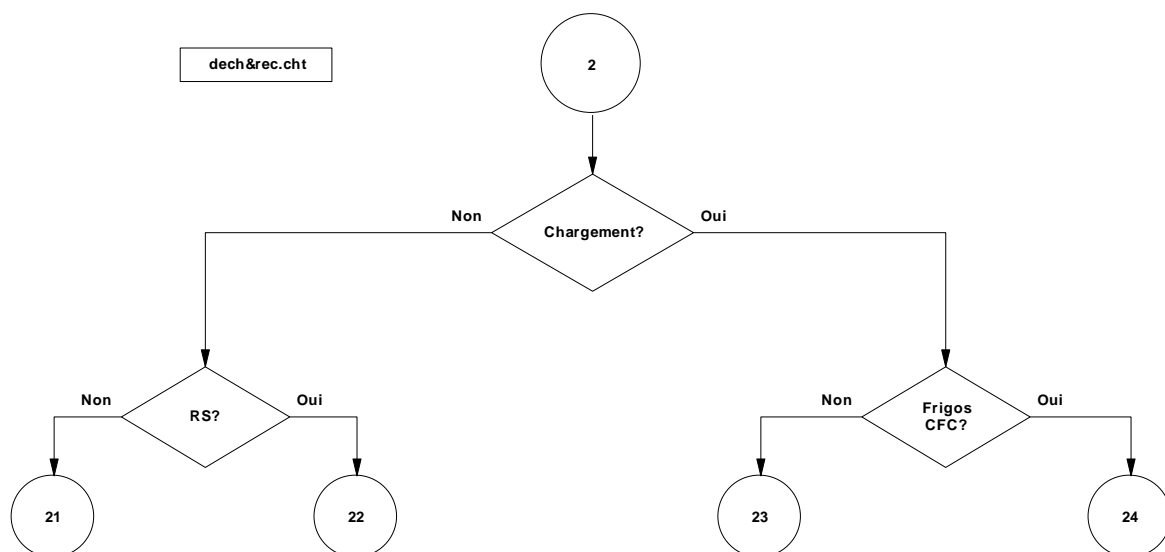 dech&rec.cht
2
Non
Oui
Chargement?
Non
RS?
Oui
Non
Frigos
CFC?
Oui
21
22
23
24